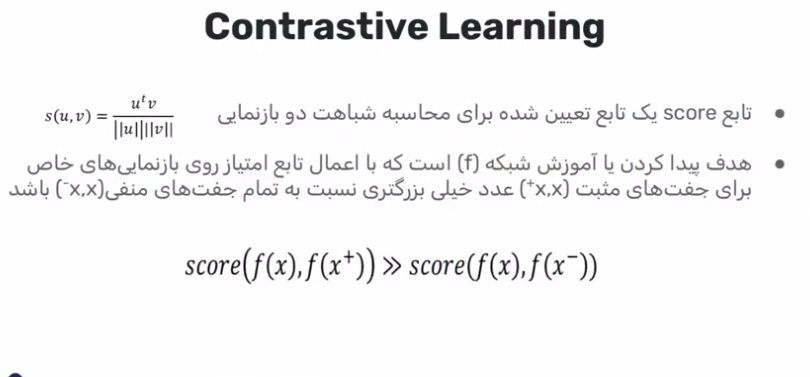 Contrastive Learning
تابع score یک تابع تعیین شده برای محاسبه شباهت دو بازنمایی s(u,v) = uᵗv / ||u||||v||
هدف پیدا کردن یا آموزش شبکه (f) است که با اعمال تابع امتیاز روی بازنمایی‌های خاص
برای جفت‌های مثبت (x,x⁺) عدد خیلی بزرگتری نسبت به تمام جفت‌های منفی(x,x⁻) باشد
score(f(x),f(x⁺)) ≫ score(f(x),f(x⁻))